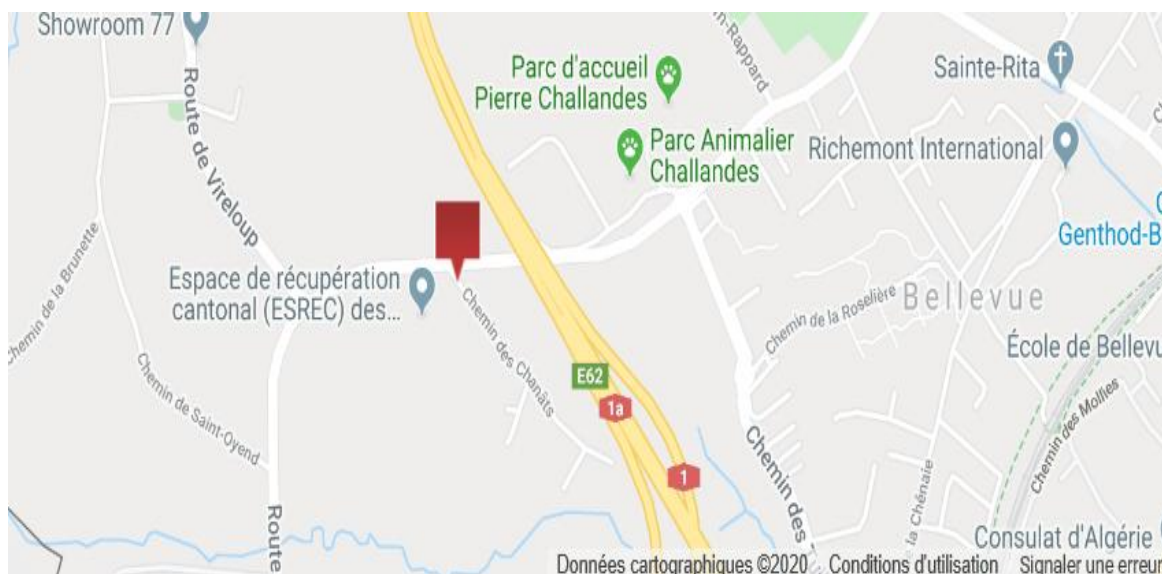 Showroom 77
Route de Vireloup
Parc d'accueil
Pierre Challandes
Parc Animalier
Challandes
Sainte-Rita
Richemont International
Genthod-B
Chemin de la Brunette
Espace de récupération
cantonal (ESREC) des...
Chemin des Chanâts
Chemin de la Roselière
Bellevue
École de Bellevu
E62
1a
1
Chemin de Saint-Oyend
Chemin des Mollies
Route
Chemin des
la Chênaie
Consulat d'Algérie
Données cartographiques ©2020 Conditions d'utilisation Signaler une erreur